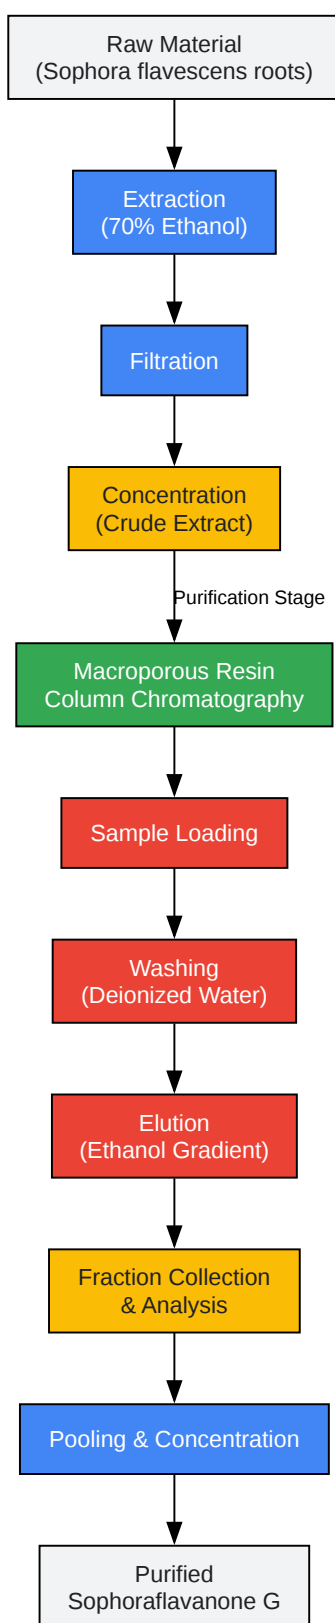 Raw Material
(Sophora flavescens roots)
Extraction
(70% Ethanol)
Filtration
Concentration
(Crude Extract)
Purification Stage
Macroporous Resin
Column Chromatography
Sample Loading
Washing
(Deionized Water)
Elution
(Ethanol Gradient)
Fraction Collection
& Analysis
Pooling & Concentration
Purified
Sophoraflavanone G